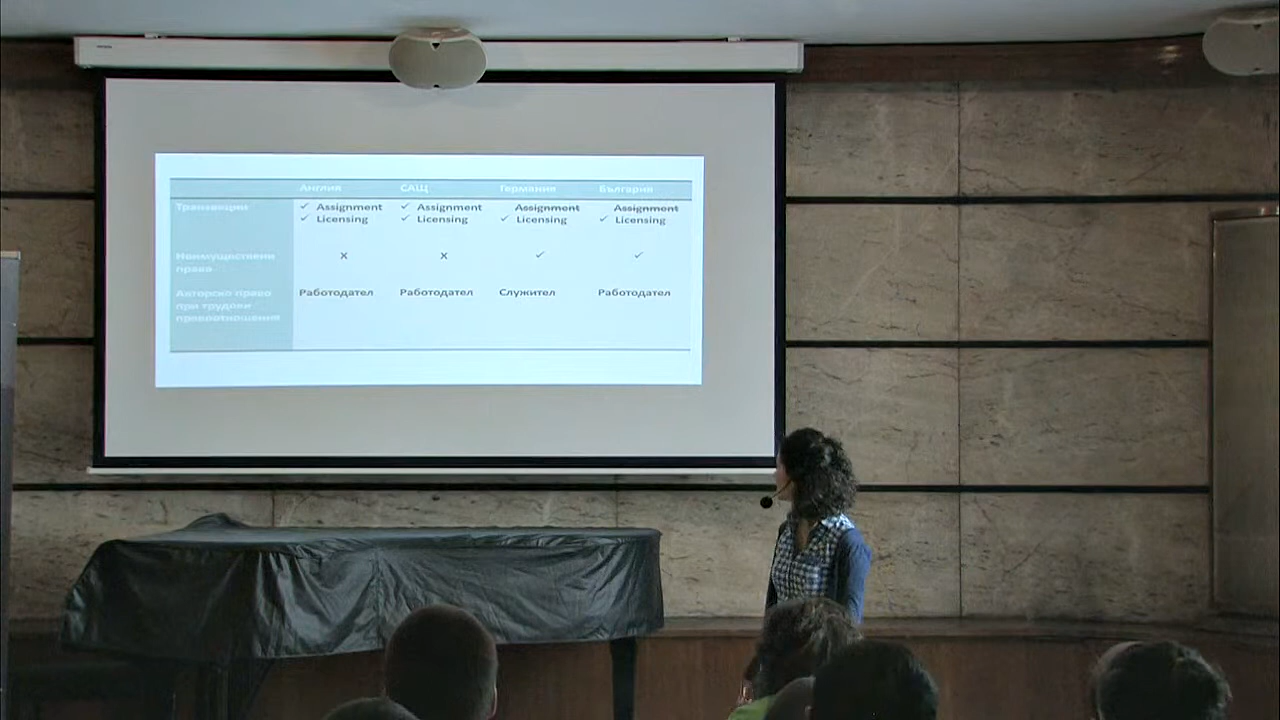 Англия САЩ Германия България
Транзакции ✓ Assignment ✓ Assignment Assignment Assignment
✓ Licensing ✓ Licensing ✓ Licensing ✓ Licensing
Неимуществени x x ✓ ✓
права
Авторско право Работодател Работодател Служител Работодател
при трудови
правоотношения